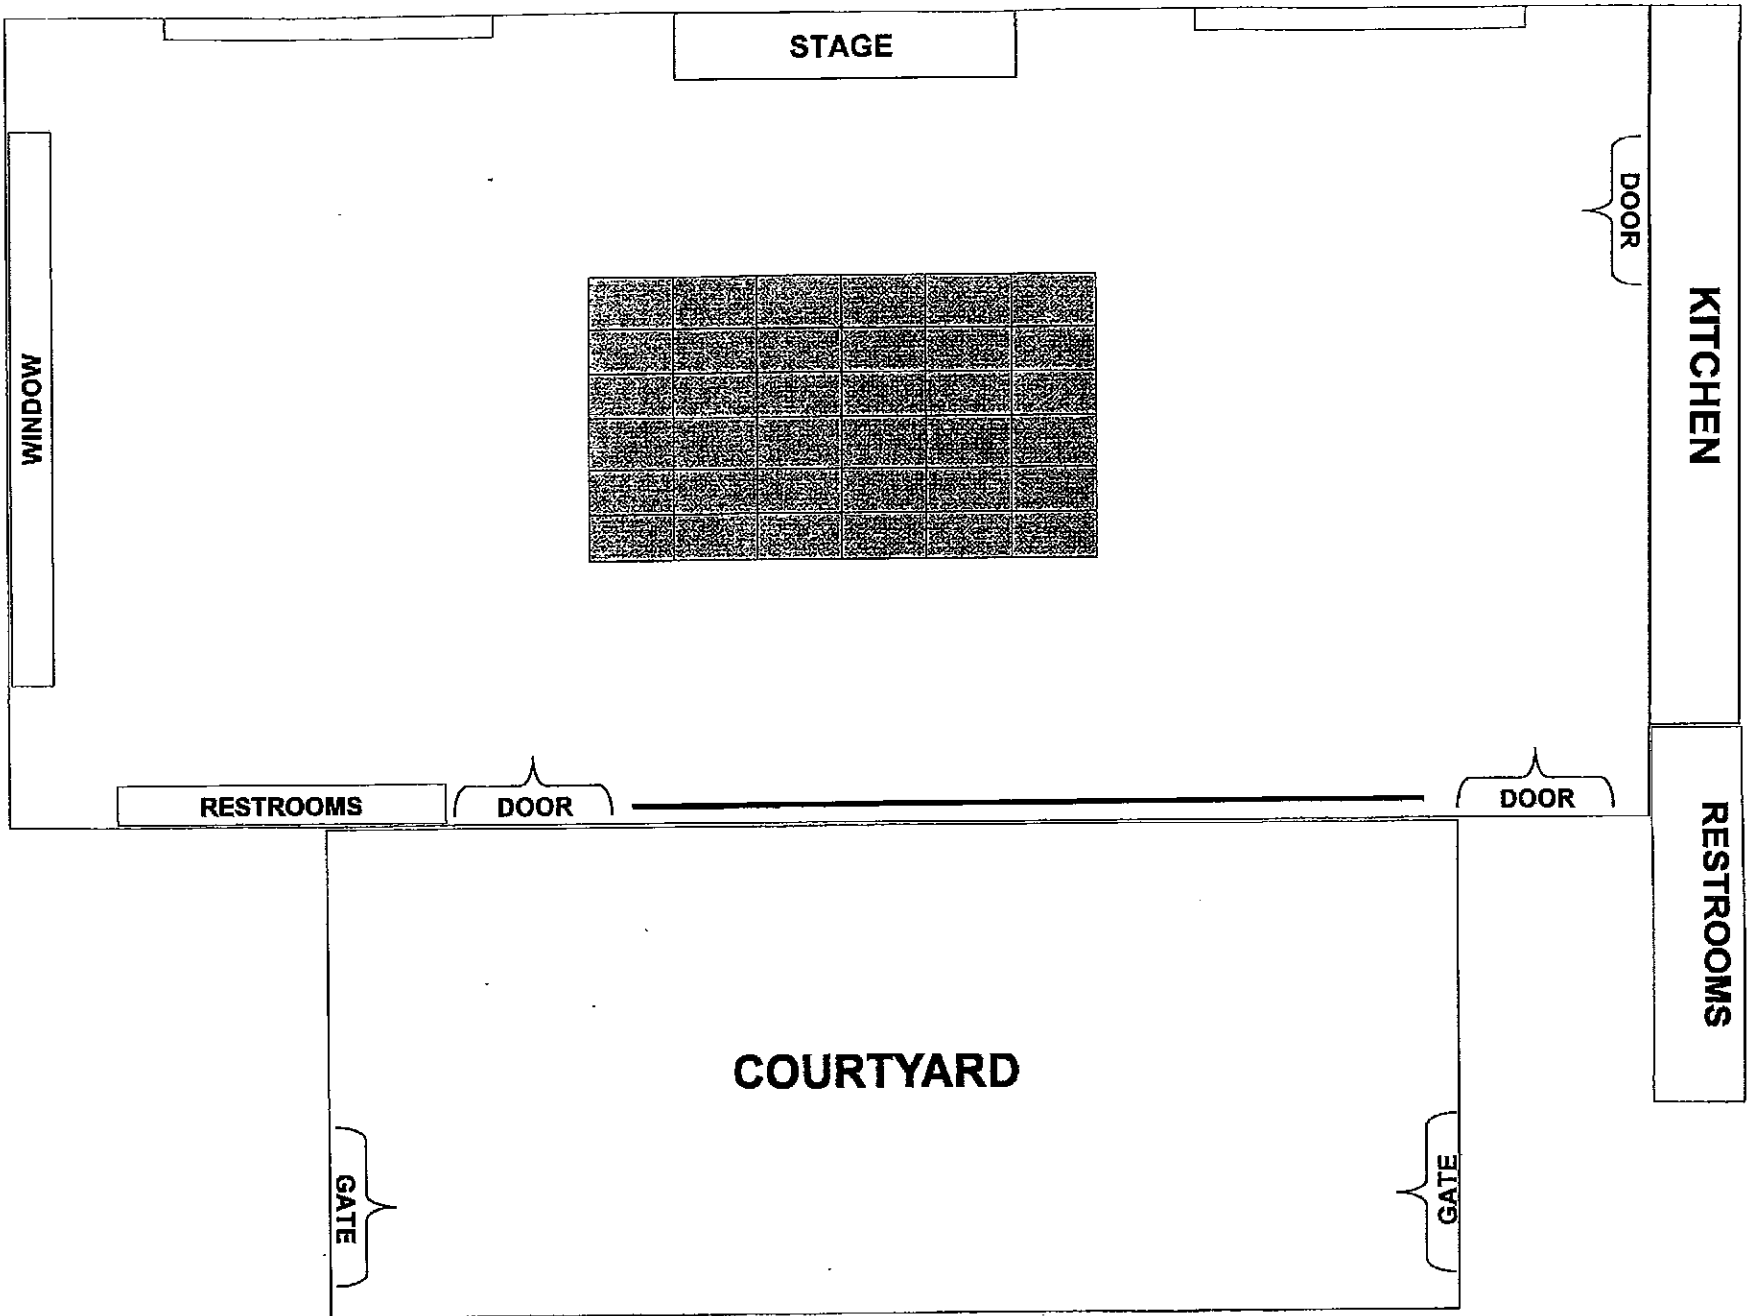 STAGE
DOOR
KITCHEN
WINDOW
RESTROOMS
DOOR
DOOR
RESTROOMS
COURTYARD
GATE
GATE